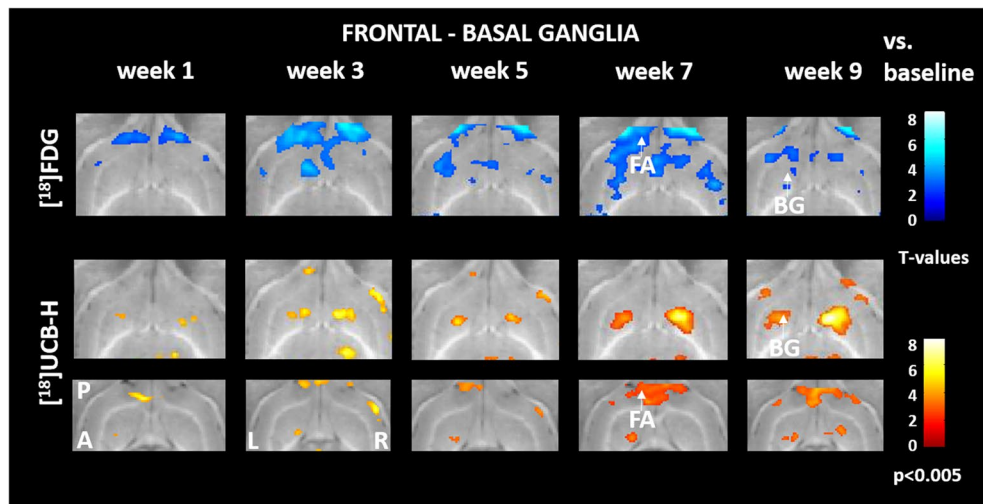 FRONTAL - BASAL GANGLIA
week 1
week 3
week 5
week 7
week 9
vs.
baseline
[¹⁸]FDG
FA
BG
8
6
4
2
0
T-values
[¹⁸]UCB-H
BG
P
A
L
R
FA
8
6
4
2
0
p<0.005